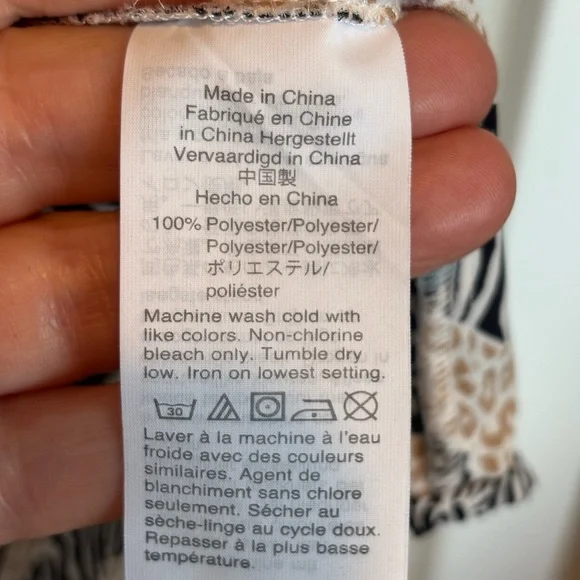 Made in China
Fabriqué en Chine
in China Hergestellt
Vervaardigd in China
中国製
Hecho en China
100% Polyester/Polyester/
Polyester/Polyester/
ポリエステル/
poliéster
Machine wash cold with
like colors. Non-chlorine
bleach only. Tumble dry
low. Iron on lowest setting.
30
Laver à la machine à l'eau
froide avec des couleurs
similaires. Agent de
blanchiment sans chlore
seulement. Sécher au
sèche-linge au cycle doux.
Repasser à la plus basse
température.